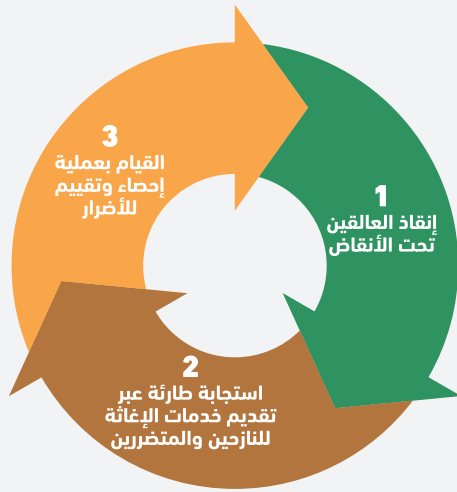 1
إنقاذ العالقين
تحت الأنقاض
2
استجابة طارئة عبر
تقديم خدمات الإغاثة
للنازحين والمتضررين
3
القيام بعملية
إحصاء وتقييم
للأضرار